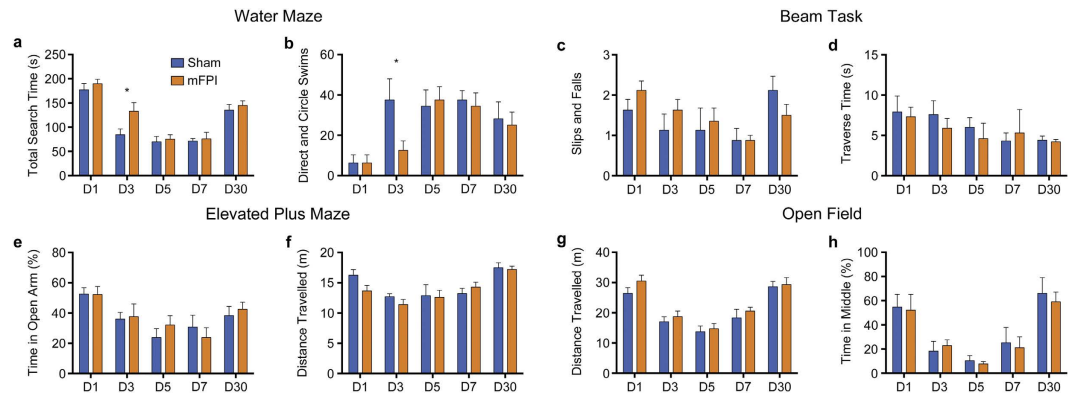 Water Maze
Beam Task
a
Total Search Time (s)
250
200
150
100
50
0
*
Sham
mFPI
D1 D3 D5 D7 D30
b
Direct and Circle Swims
60
40
20
0
*
D1 D3 D5 D7 D30
c
Slips and Falls
3
2
1
0
D1 D3 D5 D7 D30
d
Traverse Time (s)
15
10
5
0
D1 D3 D5 D7 D30
Elevated Plus Maze
Open Field
e
Time in Open Arm (%)
80
60
40
20
0
D1 D3 D5 D7 D30
f
Distance Travelled (m)
20
15
10
5
0
D1 D3 D5 D7 D30
g
Distance Travelled (m)
40
30
20
10
0
D1 D3 D5 D7 D30
h
Time in Middle (%)
100
80
60
40
20
0
D1 D3 D5 D7 D30